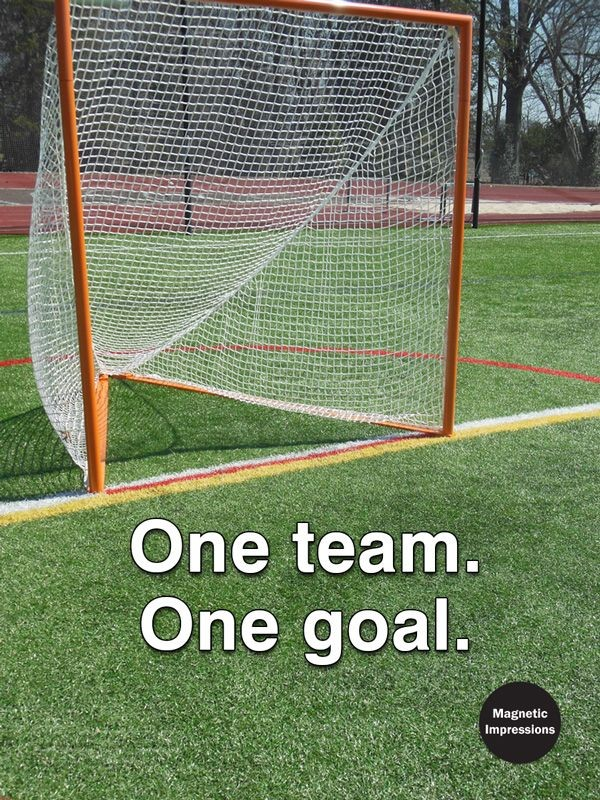 One team.
One goal.
Magnetic
Impressions